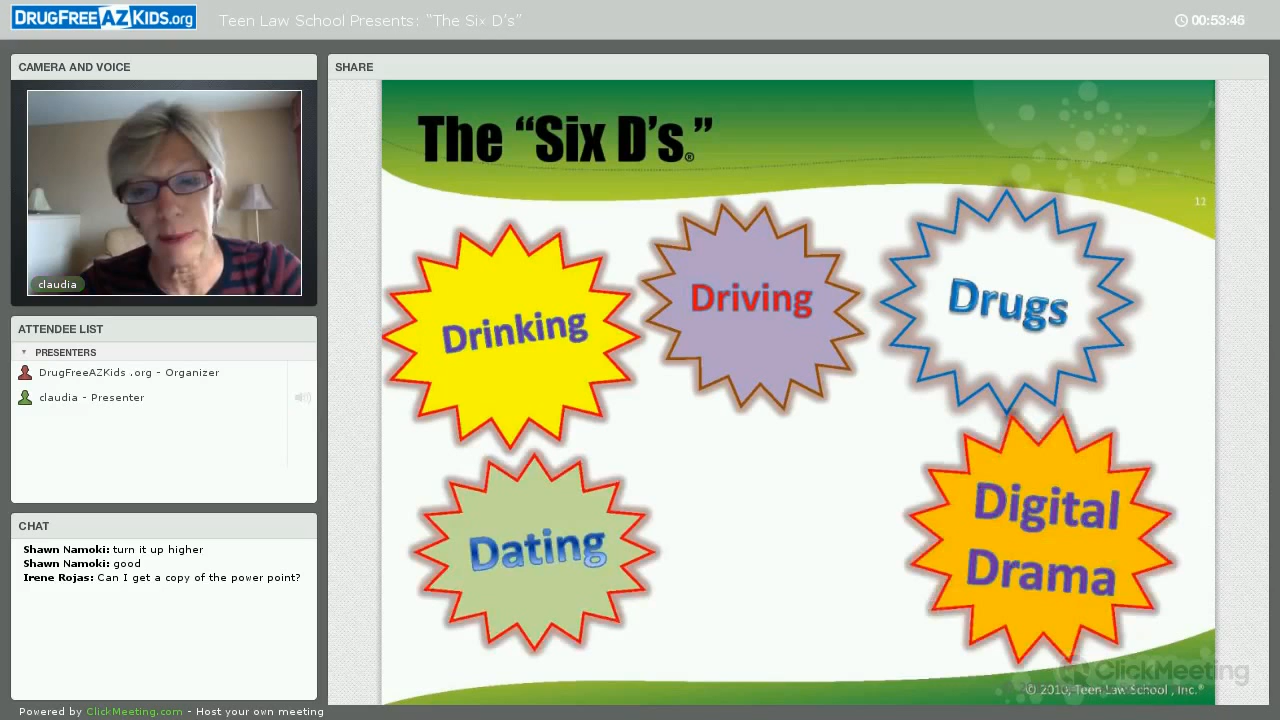 DRUGFREEAZKIDS.org
Teen Law School Presents: "The Six D's"
00:53:46
CAMERA AND VOICE
claudia
ATTENDEE LIST
PRESENTERS
DrugFreeAZKids .org - Organizer
claudia - Presenter
CHAT
Shawn Namoki: turn it up higher
Shawn Namoki: good
Irene Rojas: Can I get a copy of the power point?
Powered by ClickMeeting.com - Host your own meeting
SHARE
The “Six D’s®”
11
Drinking
Driving
Drugs
Dating
Digital
Drama
ClickMeeting
© 2010, Teen Law School , Inc.®